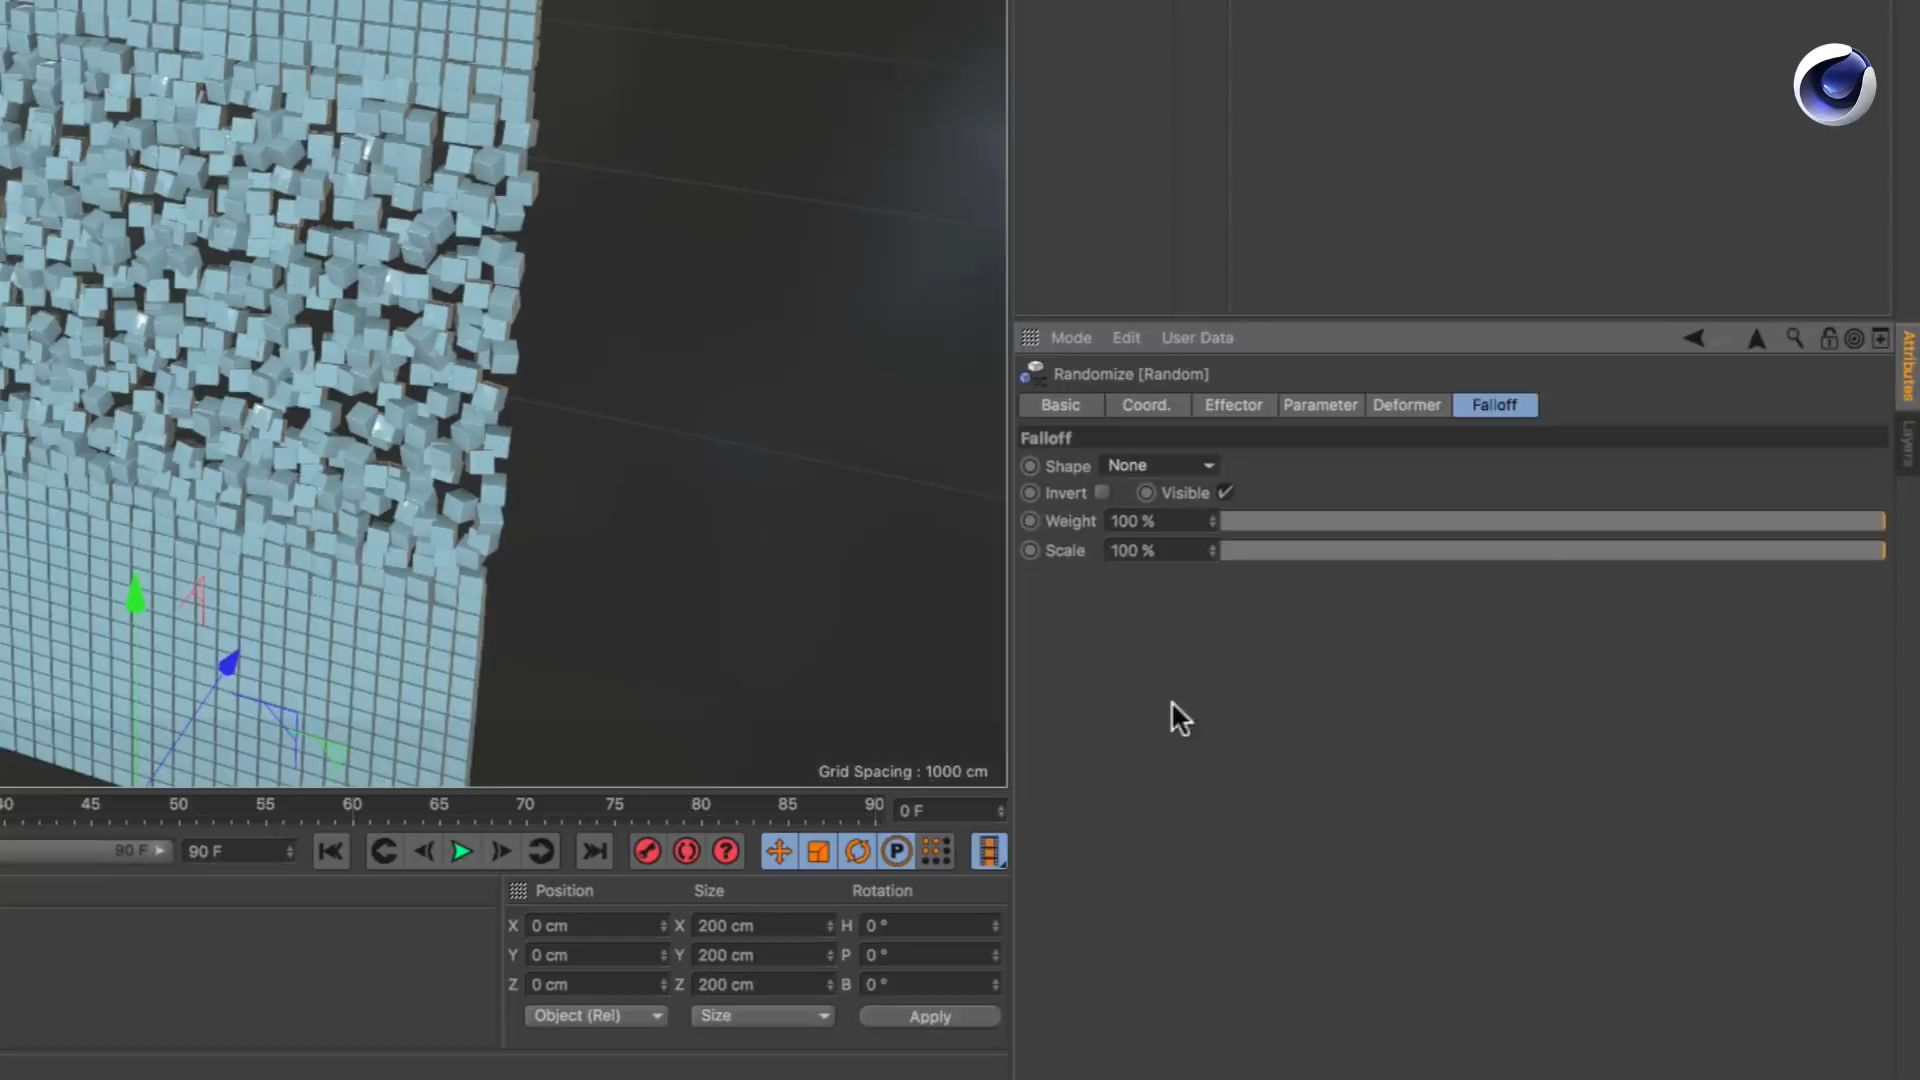 Mode Edit User Data
Randomize [Random]
Basic Coord. Effector Parameter Deformer Falloff
Falloff
Shape None
Invert Visible
Weight 100 %
Scale 100 %
Attributes
Layers
Grid Spacing : 1000 cm
40 45 50 55 60 65 70 75 80 85 90 0 F
90 F 90 F
P
Position Size Rotation
X 0 cm X 200 cm H 0 °
Y 0 cm Y 200 cm P 0 °
Z 0 cm Z 200 cm B 0 °
Object (Rel) Size Apply